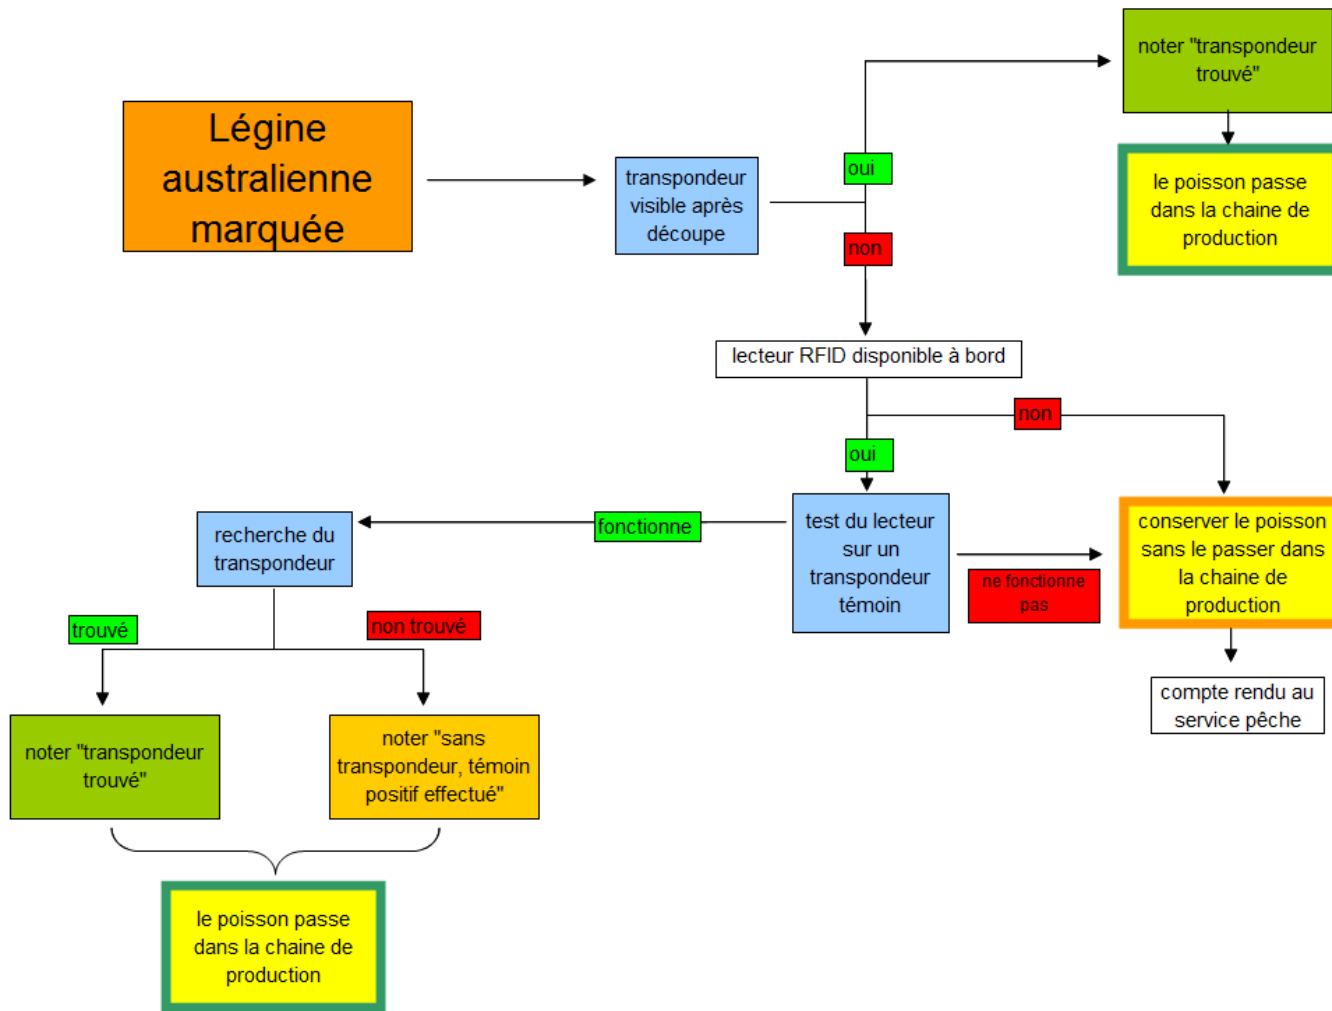 noter "transpondeur
trouvé"
Légine
australienne
marquée
oui
transpondeur
visible après
découpe
le poisson passe
dans la chaine de
production
non
lecteur RFID disponible à bord
non
oui
recherche du
transpondeur
fonctionne
test du lecteur
sur un
transpondeur
témoin
ne fonctionne
pas
conserver le poisson
sans le passer dans
la chaine de
production
trouvé
non trouvé
compte rendu au
service pêche
noter "transpondeur
trouvé"
noter "sans
transpondeur, témoin
positif effectué"
le poisson passe
dans la chaine de
production